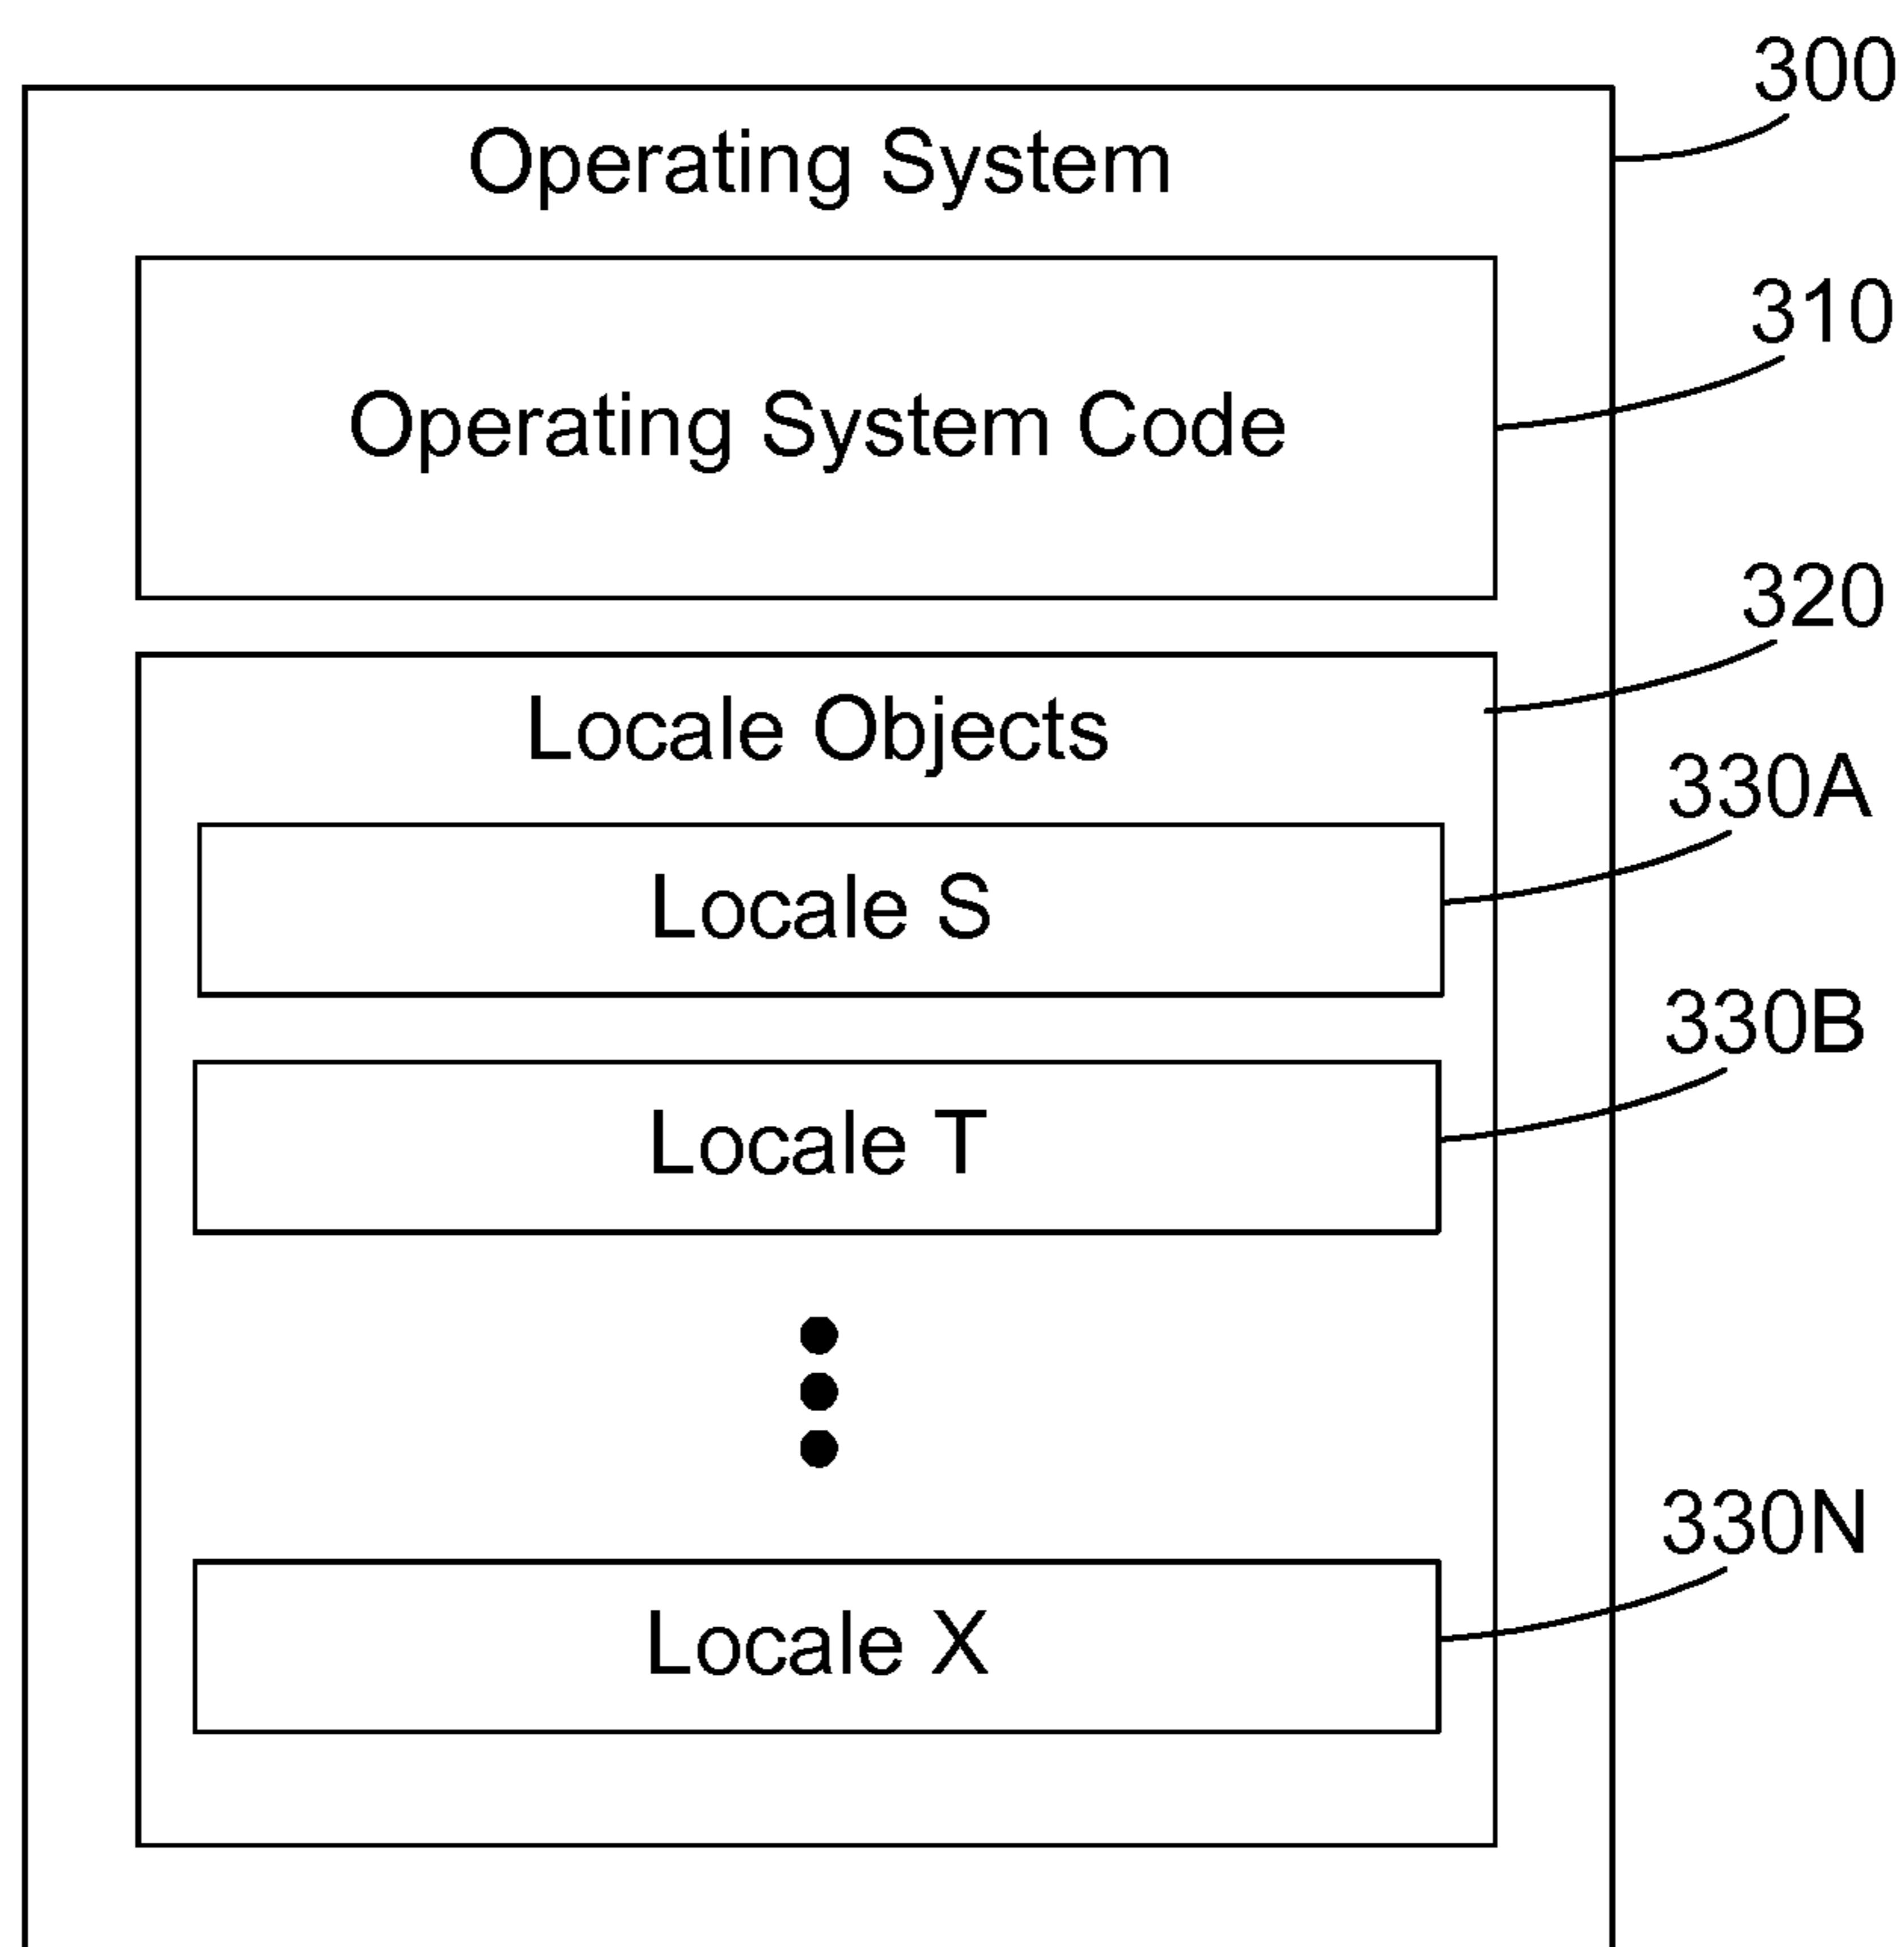 300
Operating System
310
Operating System Code
320
Locale Objects
330A
Locale S
330B
Locale T
330N
Locale X